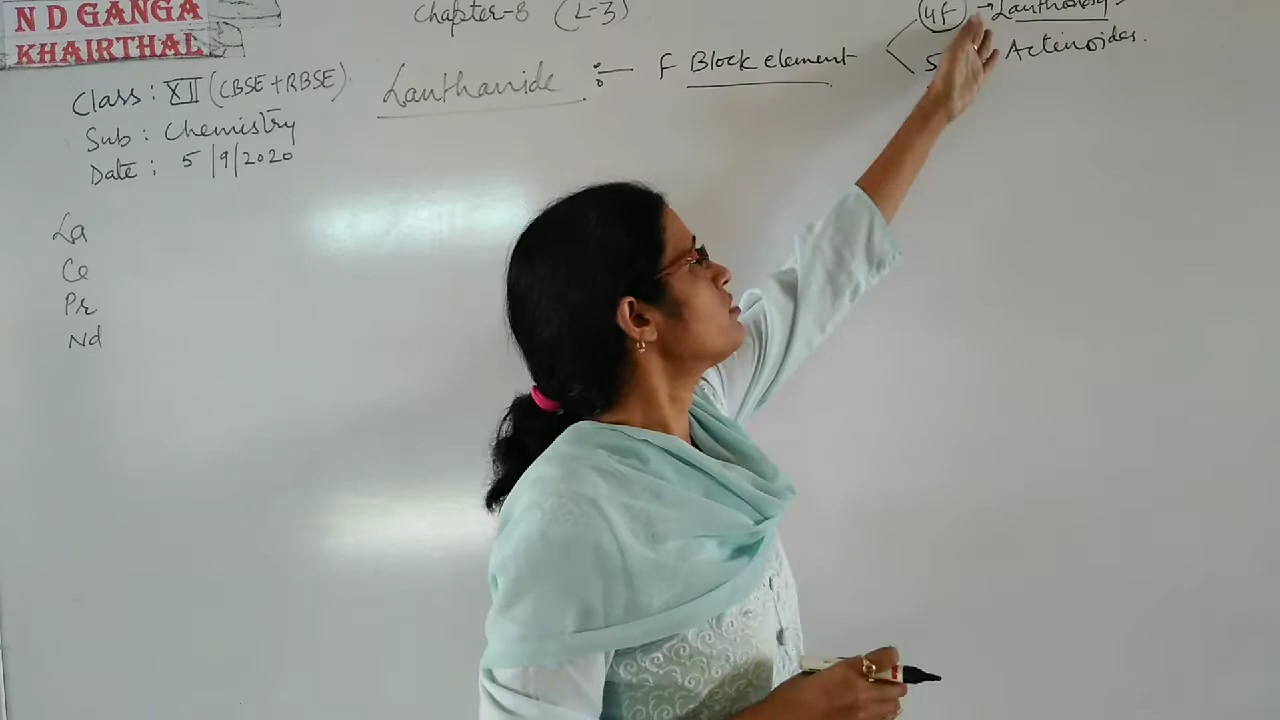 N D GANGA
KHAIRTHAL
Chapter-8 (L-3)
Class : XII (CBSE + RBSE)
Sub : Chemistry
Date : 5/9/2020
Lanthanide :- F Block element
4f →
5
Actinoides.
La
Ce
Pr
Nd